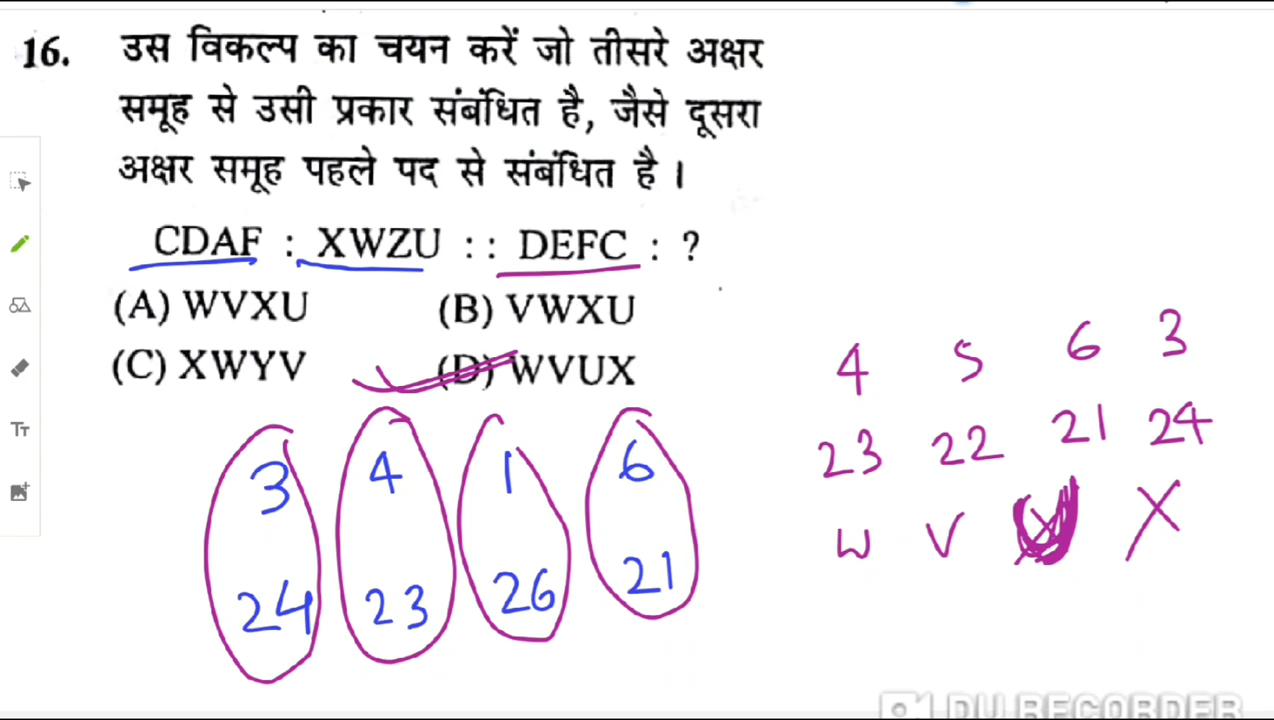 16. उस विकल्प का चयन करें जो तीसरे अक्षर
समूह से उसी प्रकार संबंधित है, जैसे दूसरा
अक्षर समूह पहले पद से संबंधित है ।
CDAF : XWZU : : DEFC : ?
(A) WVXU (B) VWXU
(C) XWYV (D) WVUX
4 5 6 3
23 22 21 24
W V X
3 4 1 6
24 23 26 21
Tт
DU RECORDER